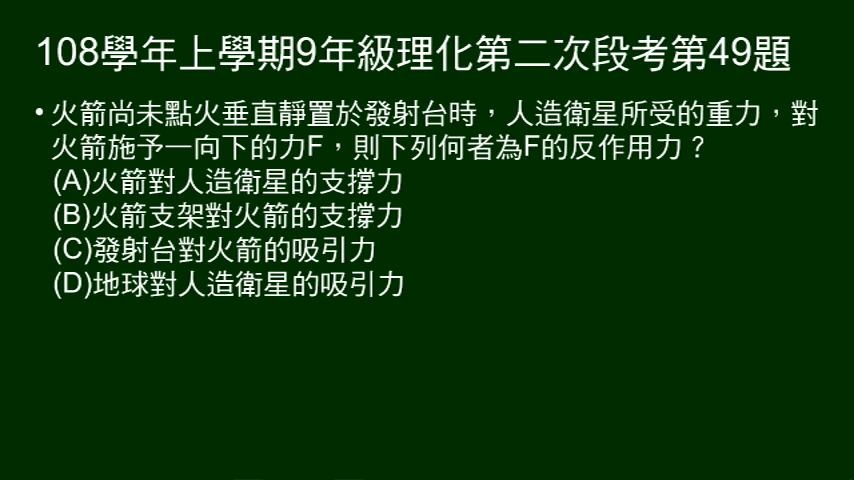 108學年上學期9年級理化第二次段考第49題
• 火箭尚未點火垂直靜置於發射台時，人造衛星所受的重力，對
火箭施予一向下的力F，則下列何者為F的反作用力？
(A)火箭對人造衛星的支撐力
(B)火箭支架對火箭的支撐力
(C)發射台對火箭的吸引力
(D)地球對人造衛星的吸引力